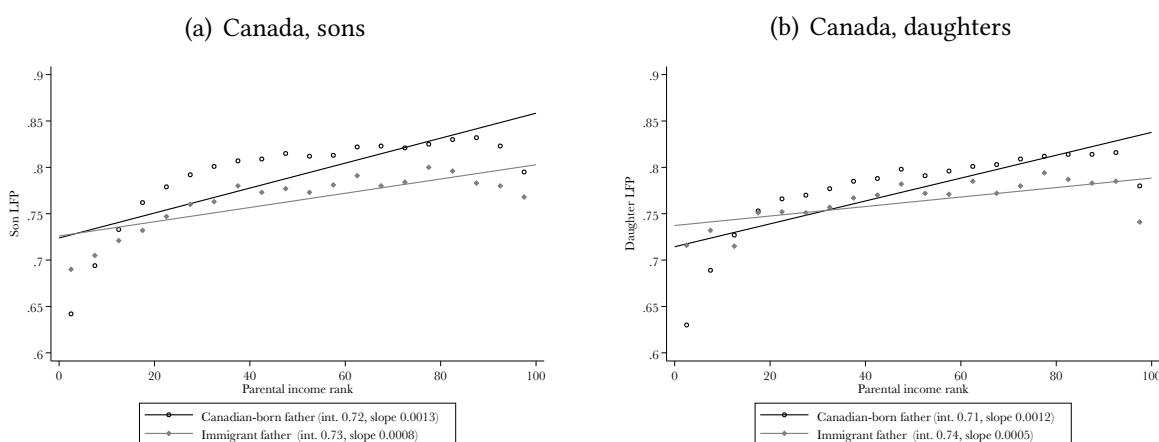 (a) Canada, sons
.9
.85
.8
.75
.7
.65
.6
Son LFP
0
20
40
60
80
100
Parental income rank
Canadian-born father (int. 0.72, slope 0.0013)
Immigrant father (int. 0.73, slope 0.0008)
(b) Canada, daughters
.9
.85
.8
.75
.7
.65
.6
Daughter LFP
0
20
40
60
80
100
Parental income rank
Canadian-born father (int. 0.71, slope 0.0012)
Immigrant father (int. 0.74, slope 0.0005)